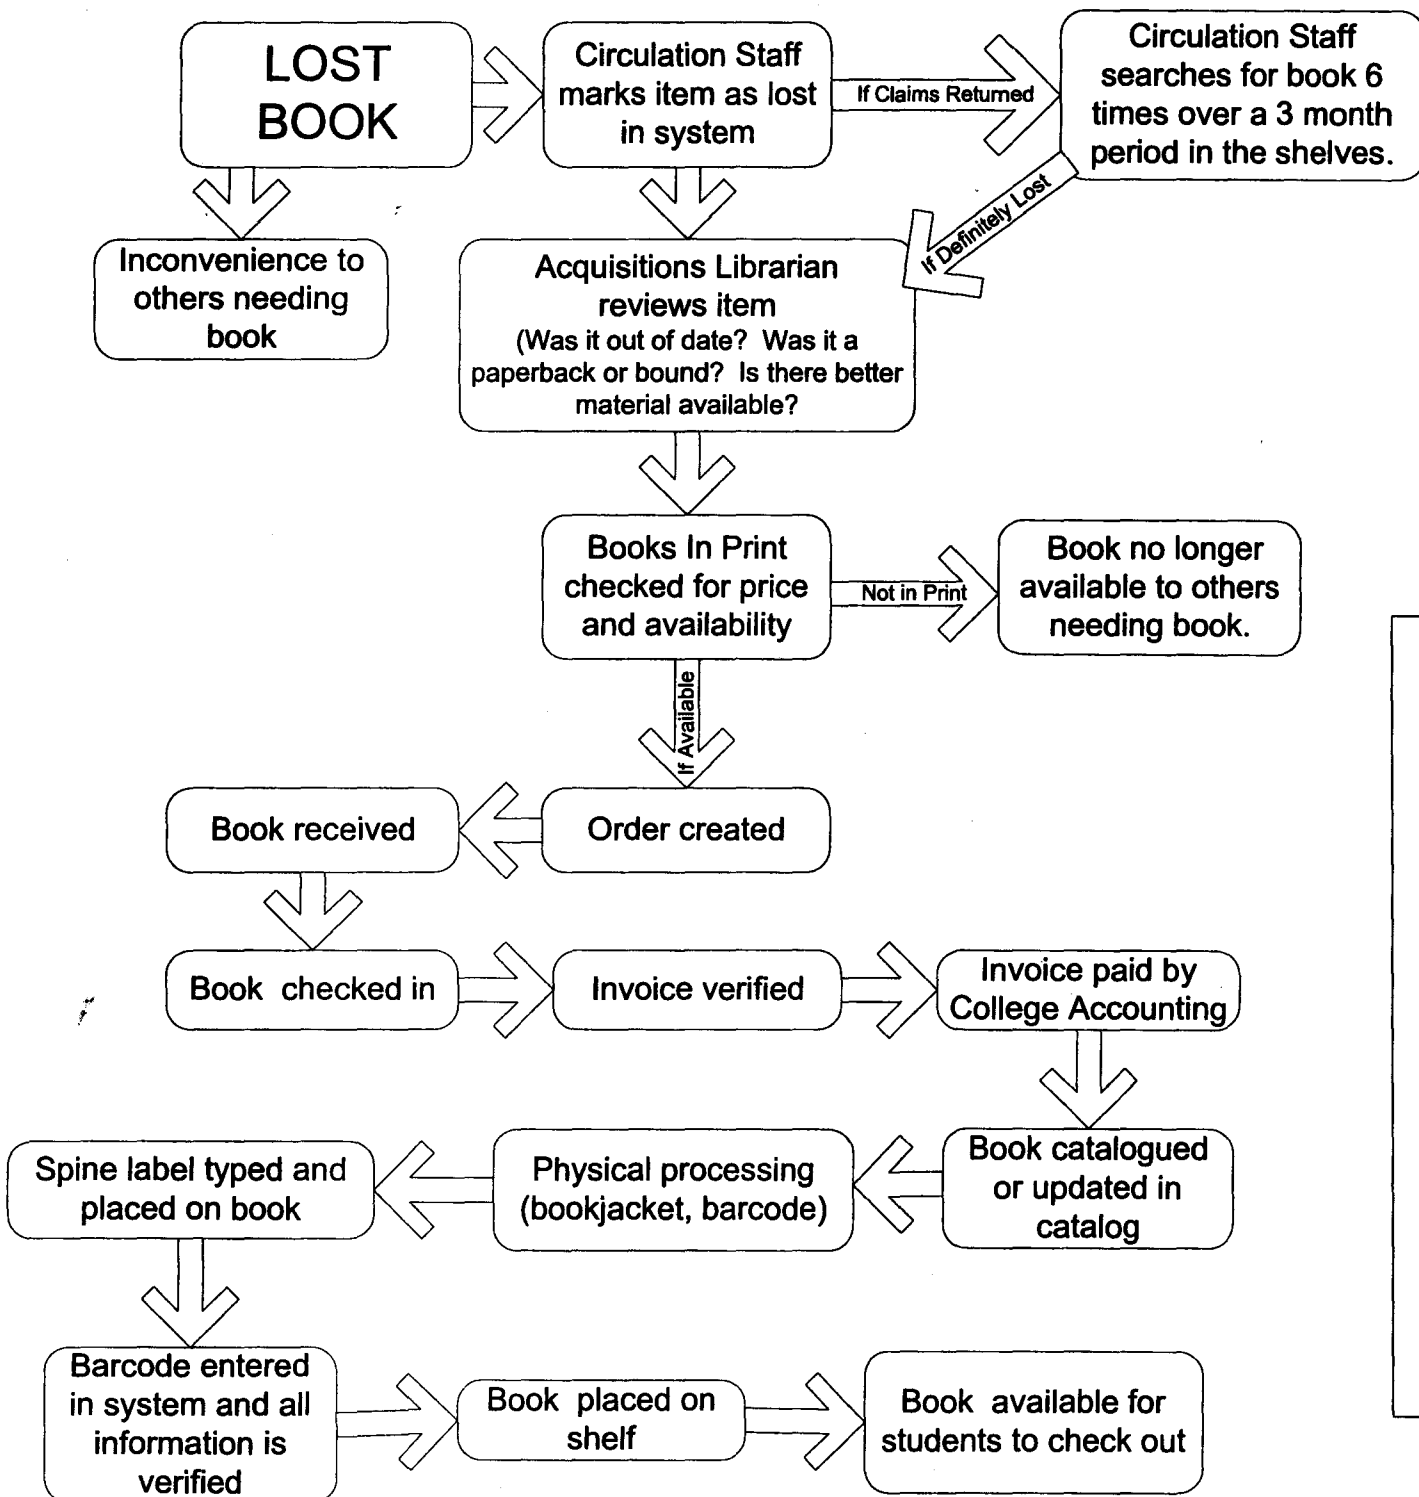 LOST
BOOK
Circulation Staff
marks item as lost
in system
If Claims Returned
Circulation Staff
searches for book 6
times over a 3 month
period in the shelves.
If Definitely Lost
Inconvenience to
others needing
book
Acquisitions Librarian
reviews item
(Was it out of date? Was it a
paperback or bound? Is there better
material available?
Books In Print
checked for price
and availability
Not in Print
Book no longer
available to others
needing book.
If Available
Order created
Book received
Book checked in
Invoice verified
Invoice paid by
College Accounting
Book catalogued
or updated in
catalog
Physical processing
(bookjacket, barcode)
Spine label typed and
placed on book
Barcode entered
in system and all
information is
verified
Book placed on
shelf
Book available for
students to check out